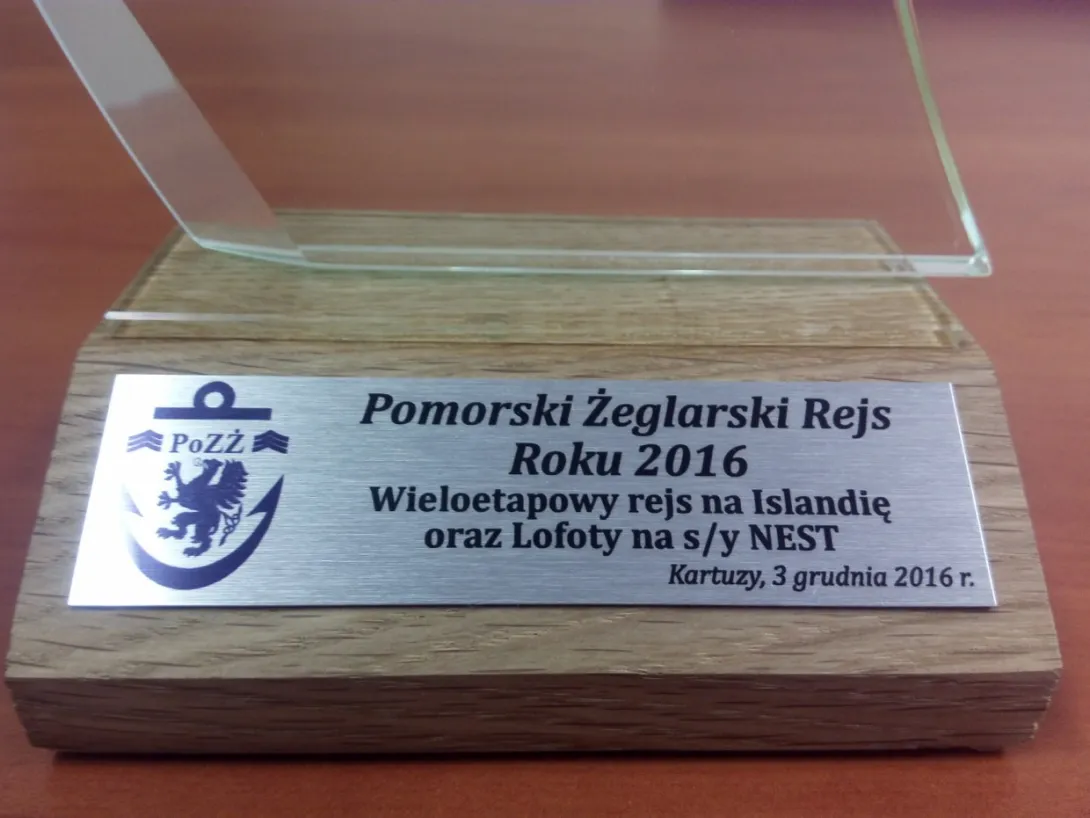 PoZŻ
Pomorski Żeglarski Rejs
Roku 2016
Wieloetapowy rejs na Islandię
oraz Lofoty na s/y NEST
Kartuzy, 3 grudnia 2016 r.